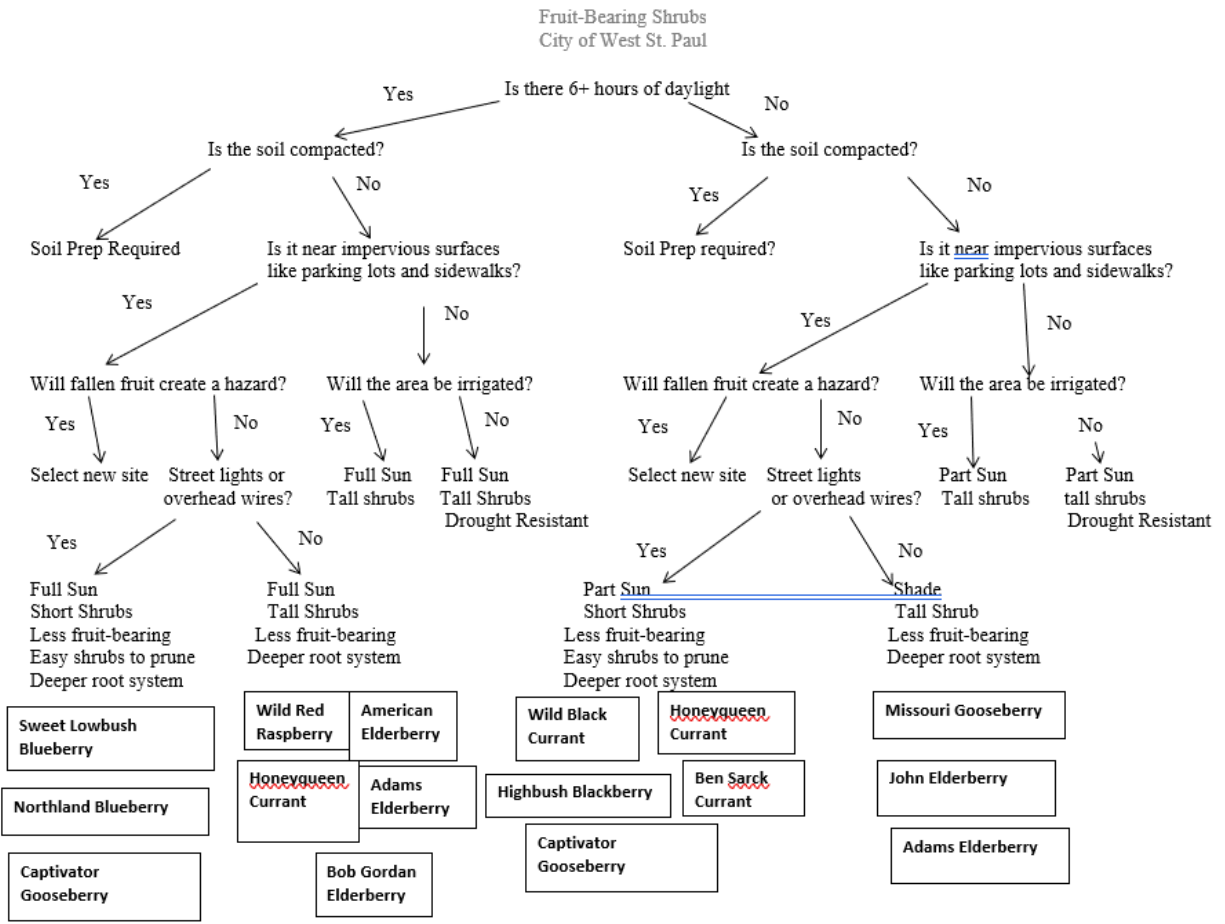 Fruit-Bearing Shrubs
City of West St. Paul
Is there 6+ hours of daylight
Yes
No
Is the soil compacted?
Is the soil compacted?
Yes
No
Yes
No
Soil Prep Required
Is it near impervious surfaces
like parking lots and sidewalks?
Soil Prep required?
Is it near impervious surfaces
like parking lots and sidewalks?
Yes
No
Yes
No
Will fallen fruit create a hazard?
Will the area be irrigated?
Will fallen fruit create a hazard?
Will the area be irrigated?
Yes
No
Yes
No
Yes
No
Yes
No
Select new site
Street lights or
overhead wires?
Full Sun
Tall shrubs
Full Sun
Tall Shrubs
Drought Resistant
Select new site
Street lights
or overhead wires?
Part Sun
Tall shrubs
Part Sun
tall shrubs
Drought Resistant
Yes
No
Yes
No
Full Sun
Short Shrubs
Less fruit-bearing
Easy shrubs to prune
Deeper root system
Full Sun
Tall Shrubs
Less fruit-bearing
Deeper root system
Part Sun
Short Shrubs
Less fruit-bearing
Easy shrubs to prune
Deeper root system
Shade
Tall Shrub
Less fruit-bearing
Deeper root system
Sweet Lowbush
Blueberry
Northland Blueberry
Captivator
Gooseberry
Wild Red
Raspberry
American
Elderberry
Honeyqueen
Currant
Adams
Elderberry
Bob Gordan
Elderberry
Wild Black
Currant
Honeyqueen
Currant
Highbush Blackberry
Ben Sarck
Currant
Captivator
Gooseberry
Missouri Gooseberry
John Elderberry
Adams Elderberry